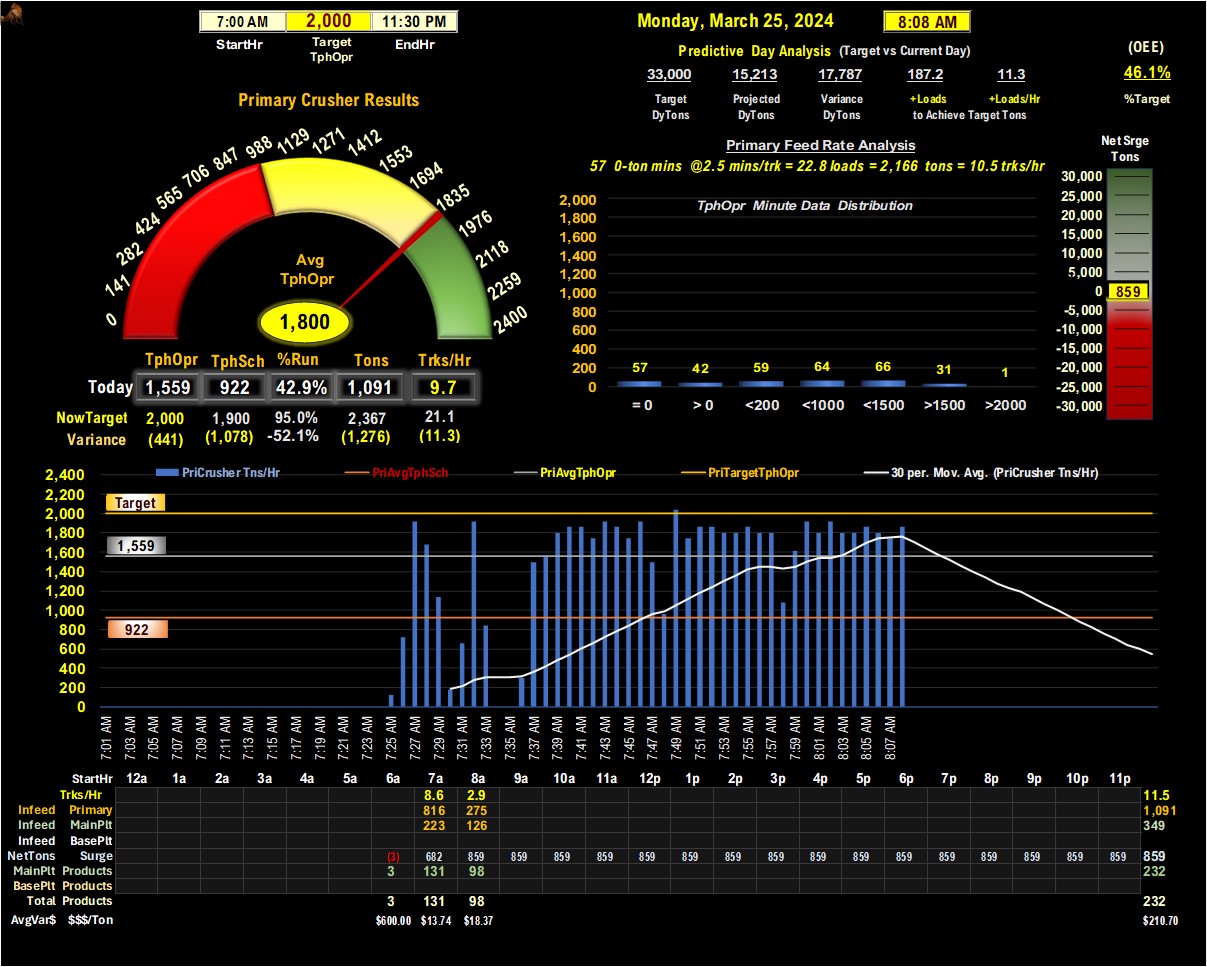 7:00 AM 2,000 11:30 PM
StartHr Target TphOpr EndHr
Monday, March 25, 2024 8:08 AM
Predictive Day Analysis (Target vs Current Day)
(OEE)
33,000 15,213 17,787 187.2 11.3
46.1%
Target DyTons Projected DyTons Variance DyTons +Loads +Loads/Hr to Achieve Target Tons
%Target
Primary Crusher Results
0 141 282 424 565 706 847 988 1129 1271 1412 1553 1694 1835 1976 2118 2259 2400
Avg
TphOpr
1,800
TphOpr TphSch %Run Tons Trks/Hr
Today 1,559 922 42.9% 1,091 9.7
NowTarget 2,000 1,900 95.0% 2,367 21.1
Variance (441) (1,078) -52.1% (1,276) (11.3)
Primary Feed Rate Analysis
57 0-ton mins @2.5 mins/trk = 22.8 loads = 2,166 tons = 10.5 trks/hr
TphOpr Minute Data Distribution
2,000
1,800
1,600
1,400
1,200
1,000
800
600
400
200
0
57 42 59 64 66 31 1
= 0 > 0 <200 <1000 <1500 >1500 >2000
Net Srge
Tons
30,000
25,000
20,000
15,000
10,000
5,000
0 859
-5,000
-10,000
-15,000
-20,000
-25,000
-30,000
PriCrusher Tns/Hr PriAvgTphSch PriAvgTphOpr PriTargetTphOpr 30 per. Mov. Avg. (PriCrusher Tns/Hr)
2,400
2,200
2,000
1,800
1,600
1,400
1,200
1,000
800
600
400
200
0
Target
1,559
922
7:01 AM 7:03 AM 7:05 AM 7:07 AM 7:09 AM 7:11 AM 7:13 AM 7:15 AM 7:17 AM 7:19 AM 7:21 AM 7:23 AM 7:25 AM 7:27 AM 7:29 AM 7:31 AM 7:33 AM 7:35 AM 7:37 AM 7:39 AM 7:41 AM 7:43 AM 7:45 AM 7:47 AM 7:49 AM 7:51 AM 7:53 AM 7:55 AM 7:57 AM 7:59 AM 8:01 AM 8:03 AM 8:05 AM 8:07 AM
StartHr 12a 1a 2a 3a 4a 5a 6a 7a 8a 9a 10a 11a 12p 1p 2p 3p 4p 5p 6p 7p 8p 9p 10p 11p
Trks/Hr 8.6 2.9 11.5
Infeed Primary 816 275 1,091
Infeed MainPlt 223 126 349
Infeed BasePlt
NetTons Surge (3) 682 859 859 859 859 859 859 859 859 859 859 859 859 859 859 859 859 859
MainPlt Products 3 131 98 232
BasePlt Products
Total Products 3 131 98 232
AvgVar$ $$$/Ton $600.00 $13.74 $18.37 $210.70